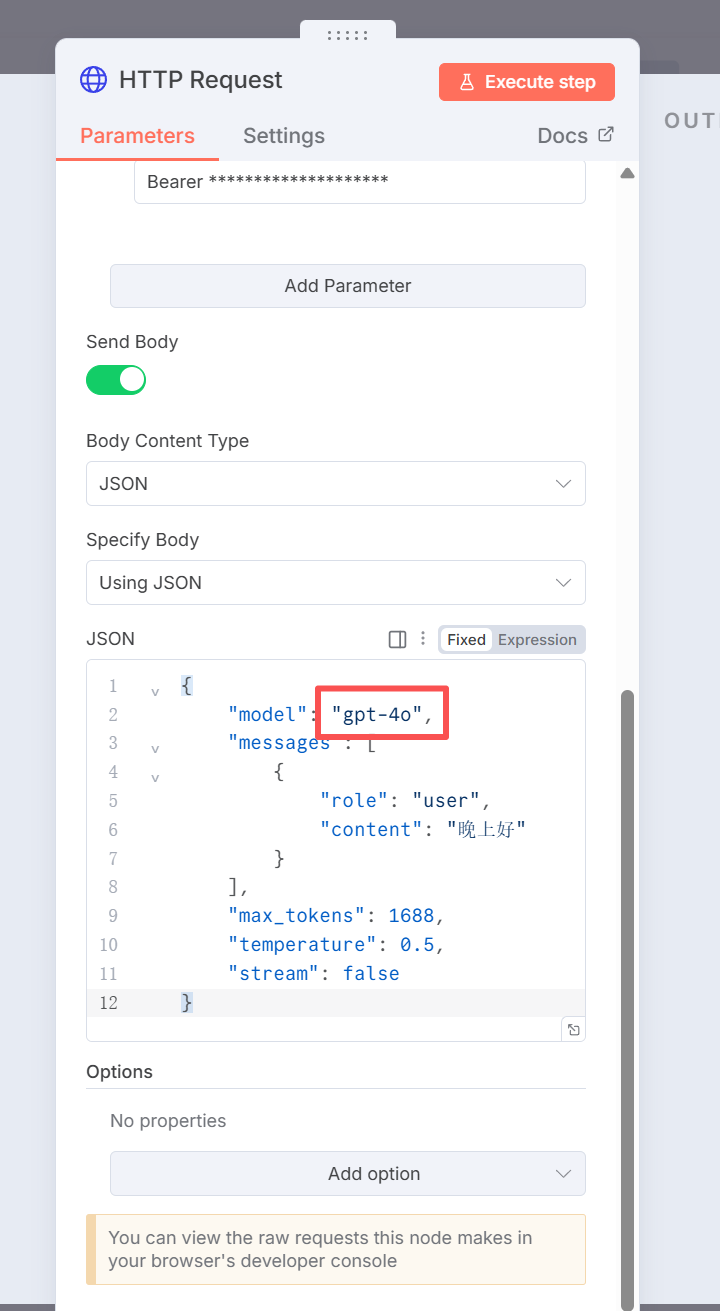 HTTP Request
Execute step
OUT
Parameters
Settings
Docs
Bearer ********************
Add Parameter
Send Body
Body Content Type
JSON
Specify Body
Using JSON
JSON
Fixed
Expression
1 {
2 "model": "gpt-4o",
3 "messages": [
4 {
5 "role": "user",
6 "content": "晚上好"
7 }
8 ],
9 "max_tokens": 1688,
10 "temperature": 0.5,
11 "stream": false
12 }
Options
No properties
Add option
You can view the raw requests this node makes in
your browser's developer console